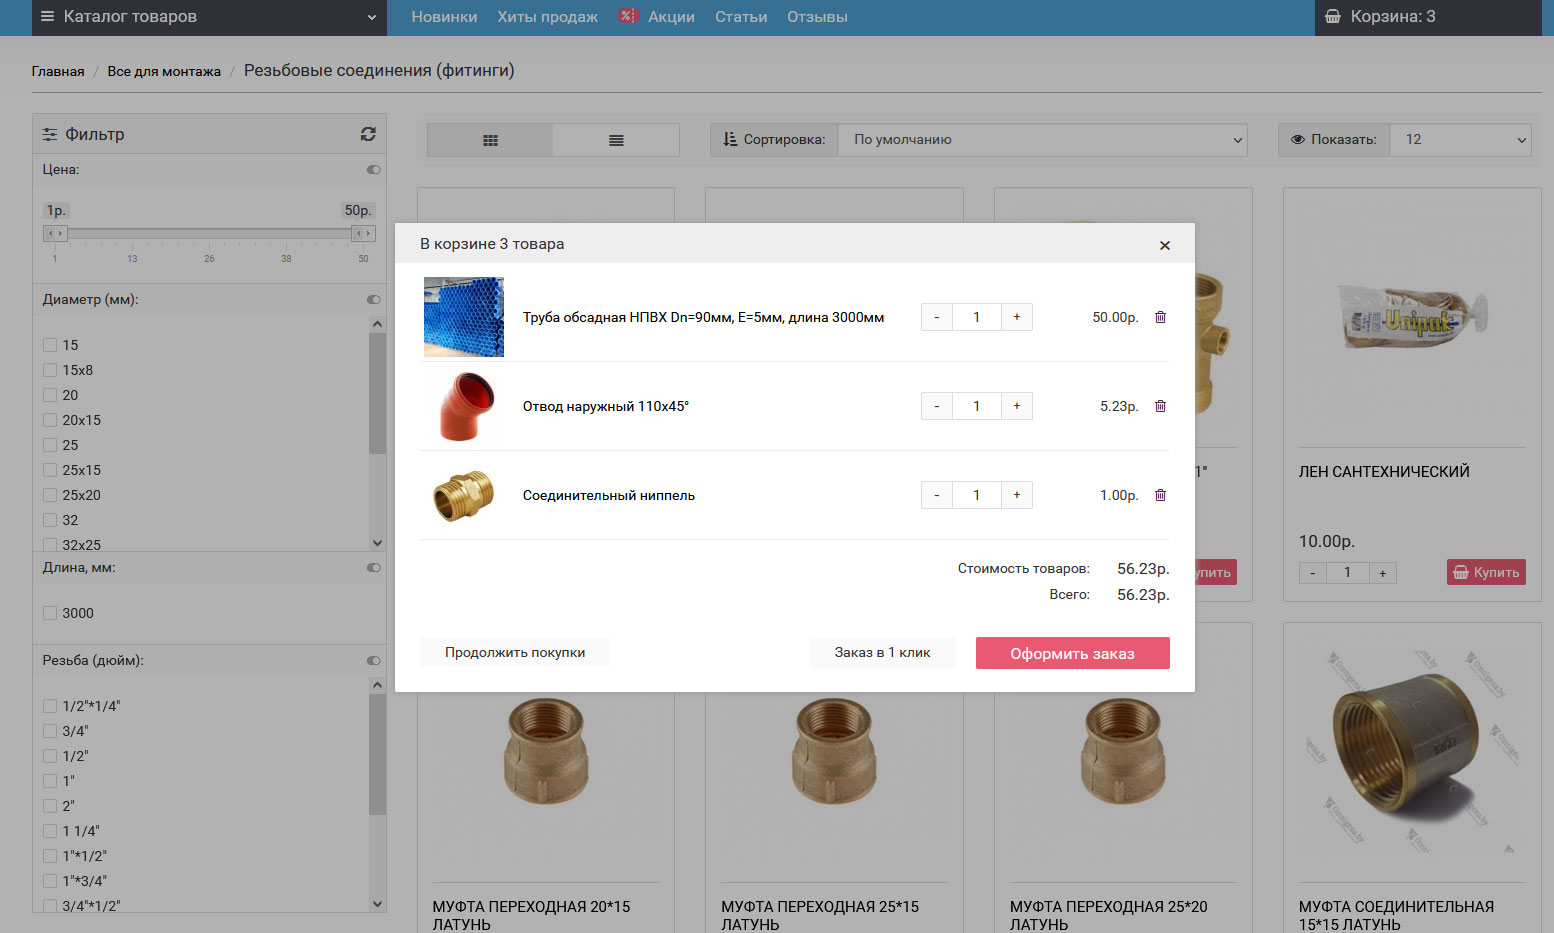 Каталог товаров
Новинки Хиты продаж Акции Статьи Отзывы
Корзина: 3
Главная / Все для монтажа / Резьбовые соединения (фитинги)
Фильтр
Сортировка: По умолчанию
Показать: 12
Цена:
1р. 50р.
1 13 26 38 50
Диаметр (мм):
15
15x8
20
20x15
25
25x15
25x20
32
32x25
Длина, мм:
3000
Резьба (дюйм):
1/2"*1/4"
3/4"
1/2"
1"
2"
1 1/4"
1"*1/2"
1"*3/4"
3/4"*1/2"
В корзине 3 товара
Труба обсадная НПВХ Dn=90мм, Е=5мм, длина 3000мм - 1 + 50.00р.
Отвод наружный 110x45° - 1 + 5.23р.
Соединительный ниппель - 1 + 1.00р.
Стоимость товаров: 56.23р.
Всего: 56.23р.
Продолжить покупки Заказ в 1 клик Оформить заказ
1"
упить
Unipak
ЛЕН САНТЕХНИЧЕСКИЙ
10.00р.
- 1 + Купить
МУФТА ПЕРЕХОДНАЯ 20*15
ЛАТУНЬ
МУФТА ПЕРЕХОДНАЯ 25*15
ЛАТУНЬ
МУФТА ПЕРЕХОДНАЯ 25*20
ЛАТУНЬ
МУФТА СОЕДИНИТЕЛЬНАЯ
15*15 ЛАТУНЬ